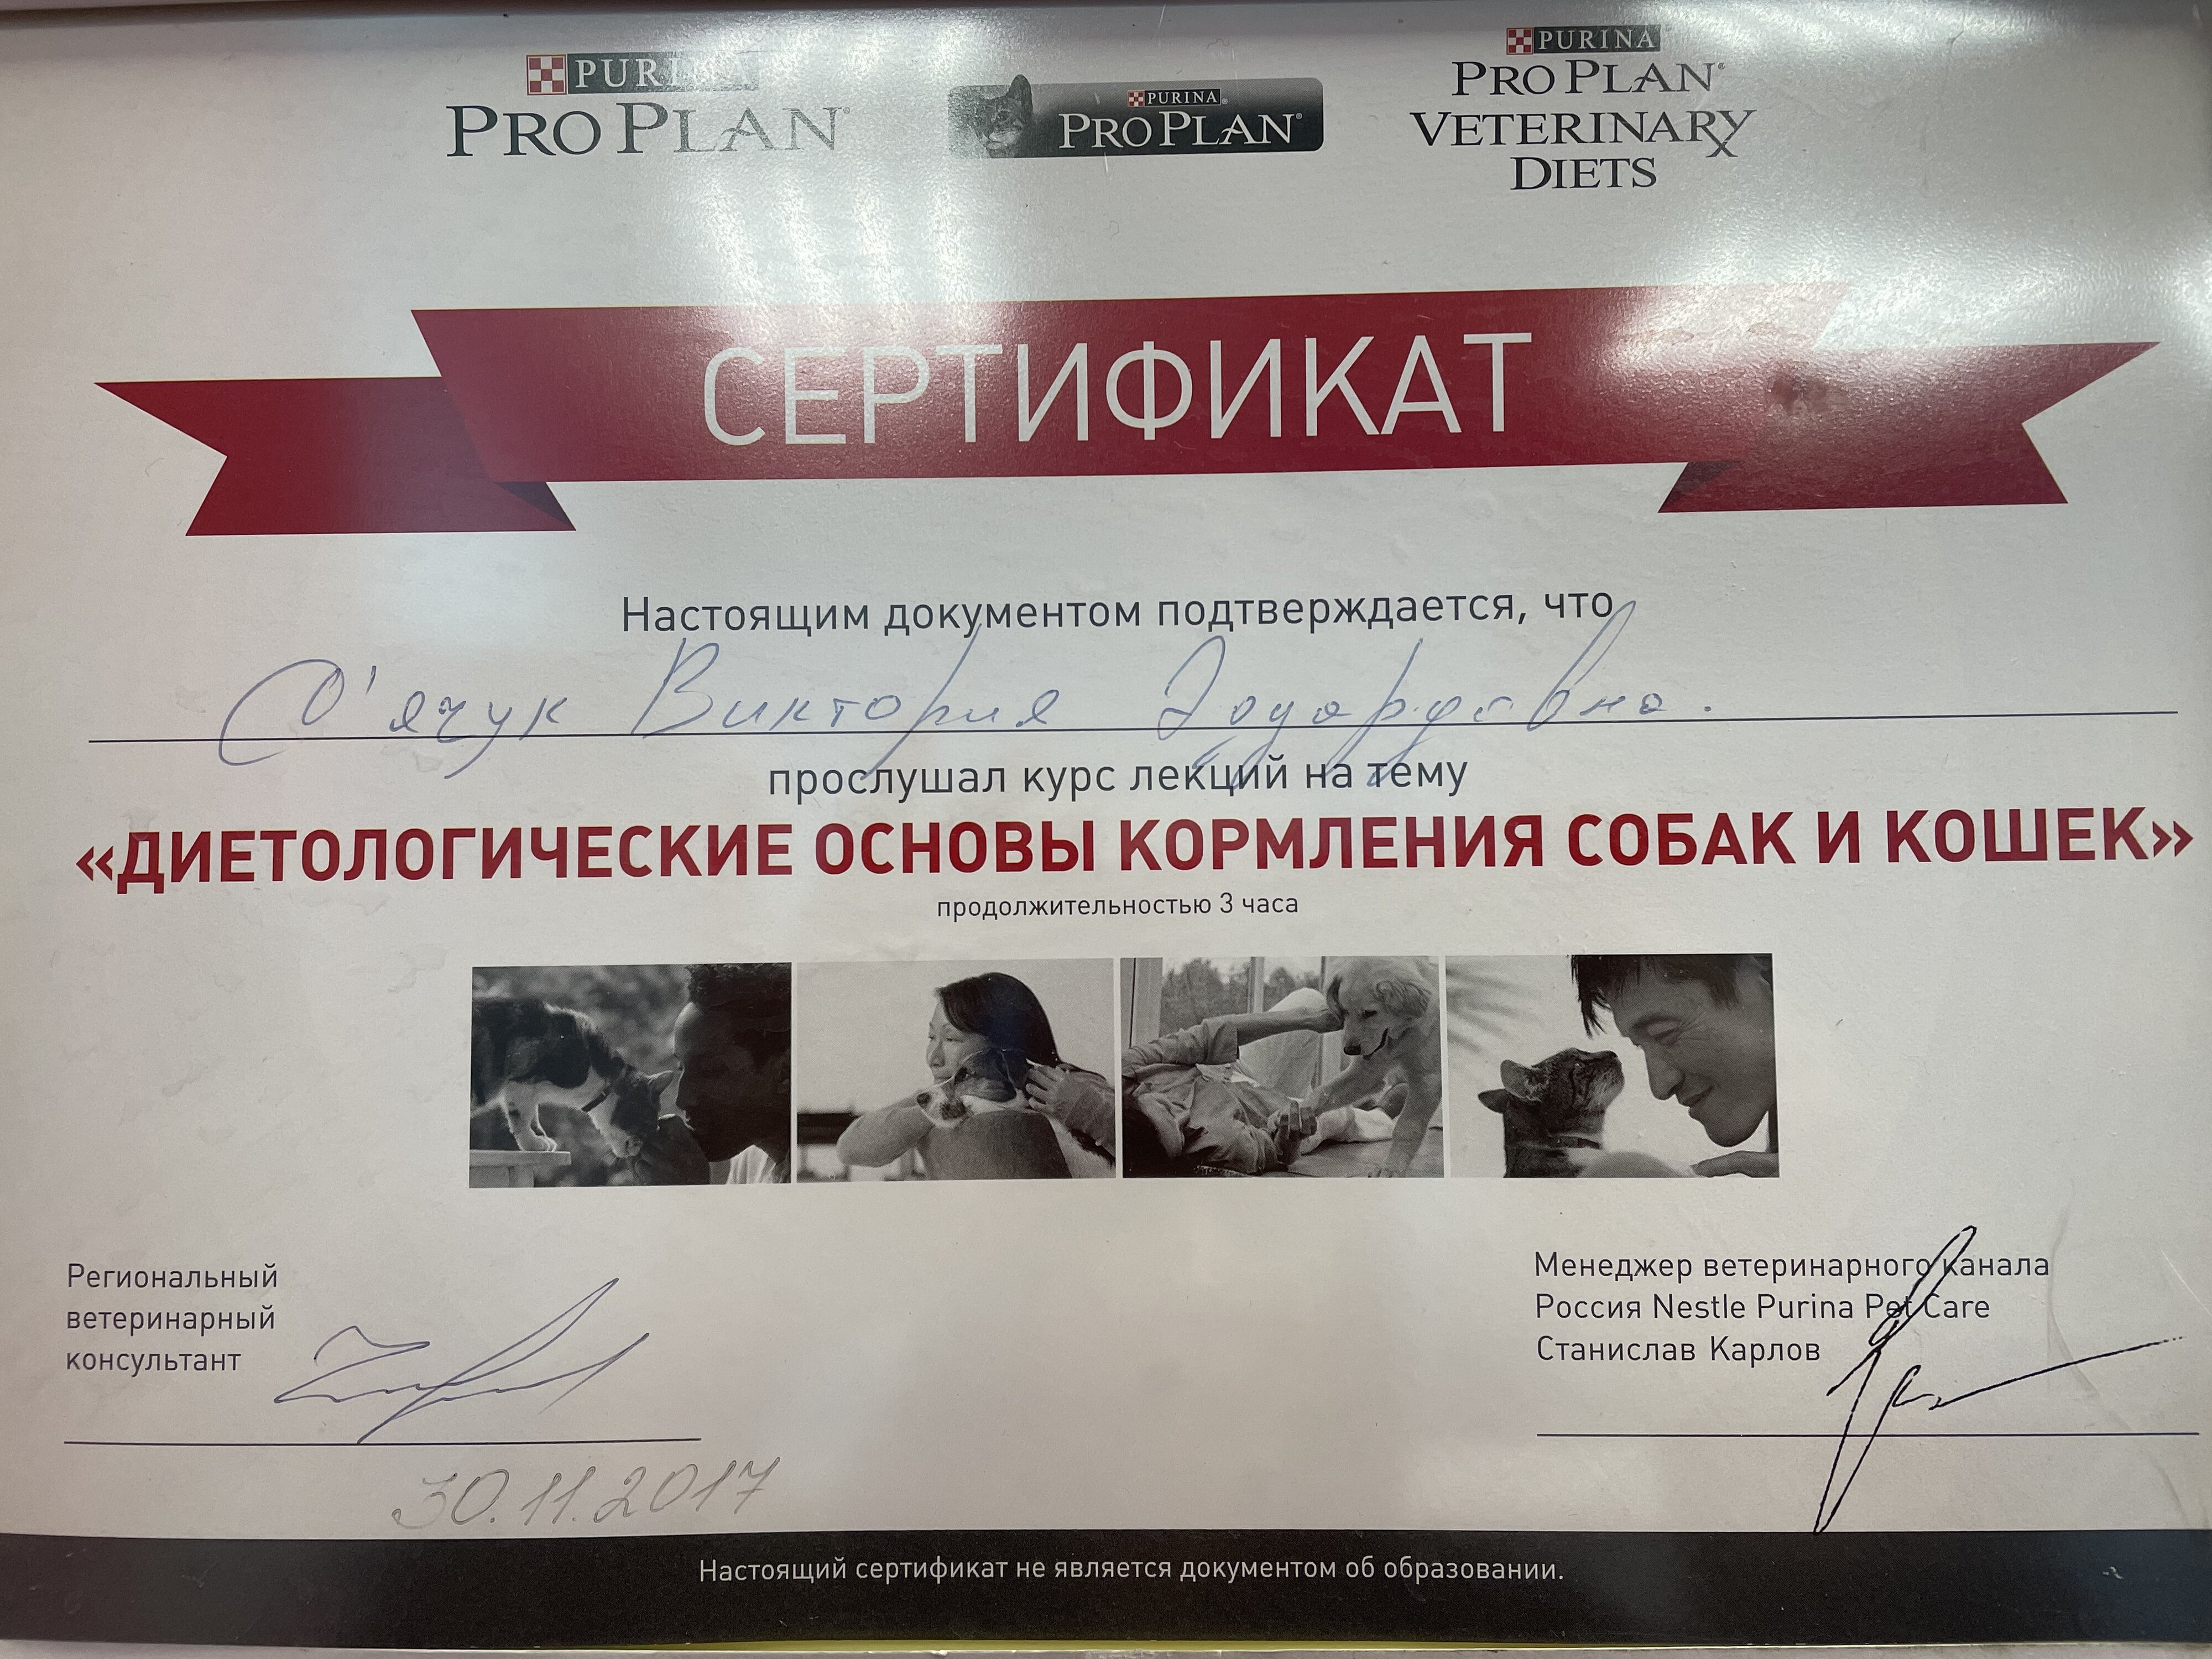 PURINA
PRO PLAN
PURINA
PRO PLAN
PURINA
PRO PLAN
VETERINARY
DIETS
СЕРТИФИКАТ
Настоящим документом подтверждается, что
Виктория Эдуардовна.
прослушал курс лекций на тему
«ДИЕТОЛОГИЧЕСКИЕ ОСНОВЫ КОРМЛЕНИЯ СОБАК И КОШЕК»
продолжительностью 3 часа
Региональный
ветеринарный
консультант
Менеджер ветеринарного канала
Россия Nestle Purina Pet Care
Станислав Карлов
30.11.2017
Настоящий сертификат не является документом об образовании.